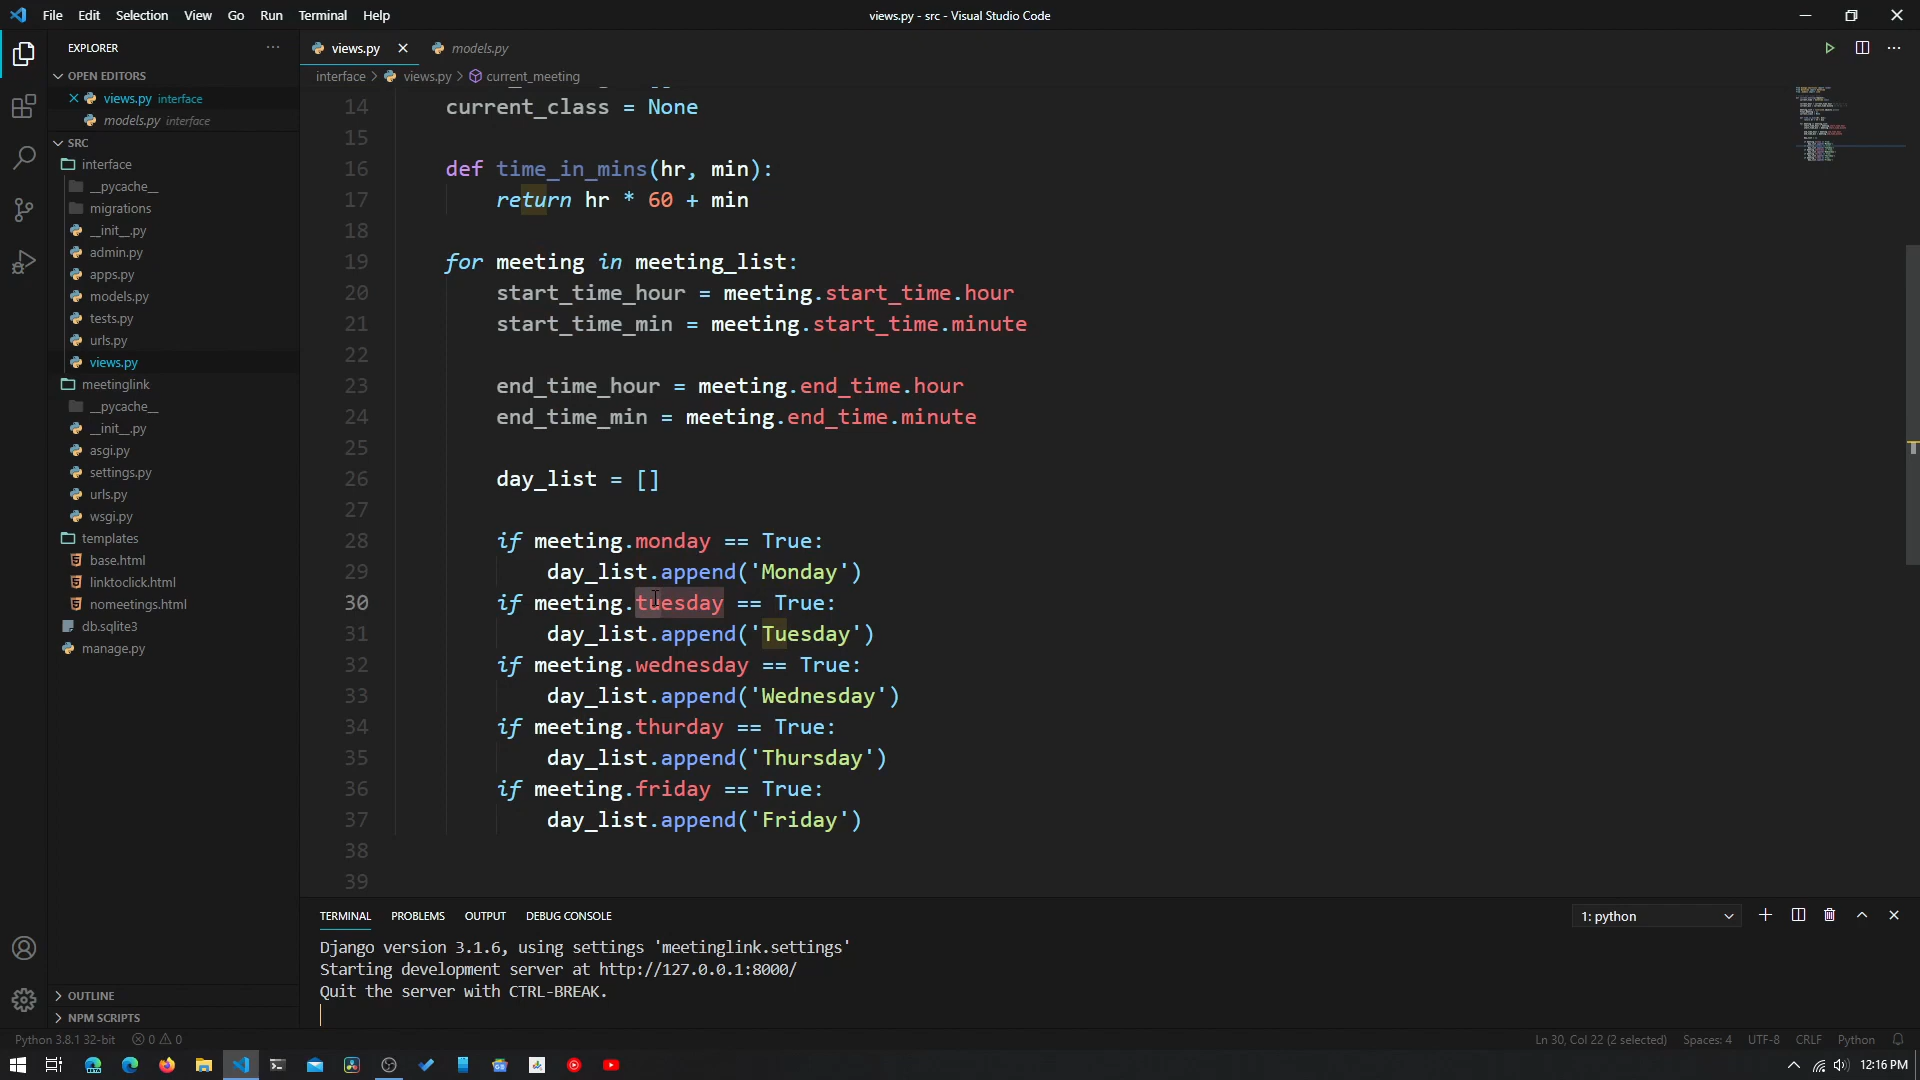 File Edit Selection View Go Run Terminal Help
views.py - src - Visual Studio Code
EXPLORER
OPEN EDITORS
views.py interface
models.py interface
SRC
interface
__pycache__
migrations
__init__.py
admin.py
apps.py
models.py
tests.py
urls.py
views.py
meetinglink
__pycache__
__init__.py
asgi.py
settings.py
urls.py
wsgi.py
templates
base.html
linktoclick.html
nomeetings.html
db.sqlite3
manage.py
OUTLINE
NPM SCRIPTS
views.py models.py
interface > views.py > current_meeting
14 current_class = None
15
16 def time_in_mins(hr, min):
17 return hr * 60 + min
18
19 for meeting in meeting_list:
20 start_time_hour = meeting.start_time.hour
21 start_time_min = meeting.start_time.minute
22
23 end_time_hour = meeting.end_time.hour
24 end_time_min = meeting.end_time.minute
25
26 day_list = []
27
28 if meeting.monday == True:
29 day_list.append('Monday')
30 if meeting.tuesday == True:
31 day_list.append('Tuesday')
32 if meeting.wednesday == True:
33 day_list.append('Wednesday')
34 if meeting.thurday == True:
35 day_list.append('Thursday')
36 if meeting.friday == True:
37 day_list.append('Friday')
38
39
TERMINAL PROBLEMS OUTPUT DEBUG CONSOLE
1: python
Django version 3.1.6, using settings 'meetinglink.settings'
Starting development server at http://127.0.0.1:8000/
Quit the server with CTRL-BREAK.
Python 3.8.1 32-bit 0 0
Ln 30, Col 22 (2 selected) Spaces: 4 UTF-8 CRLF Python
12:16 PM